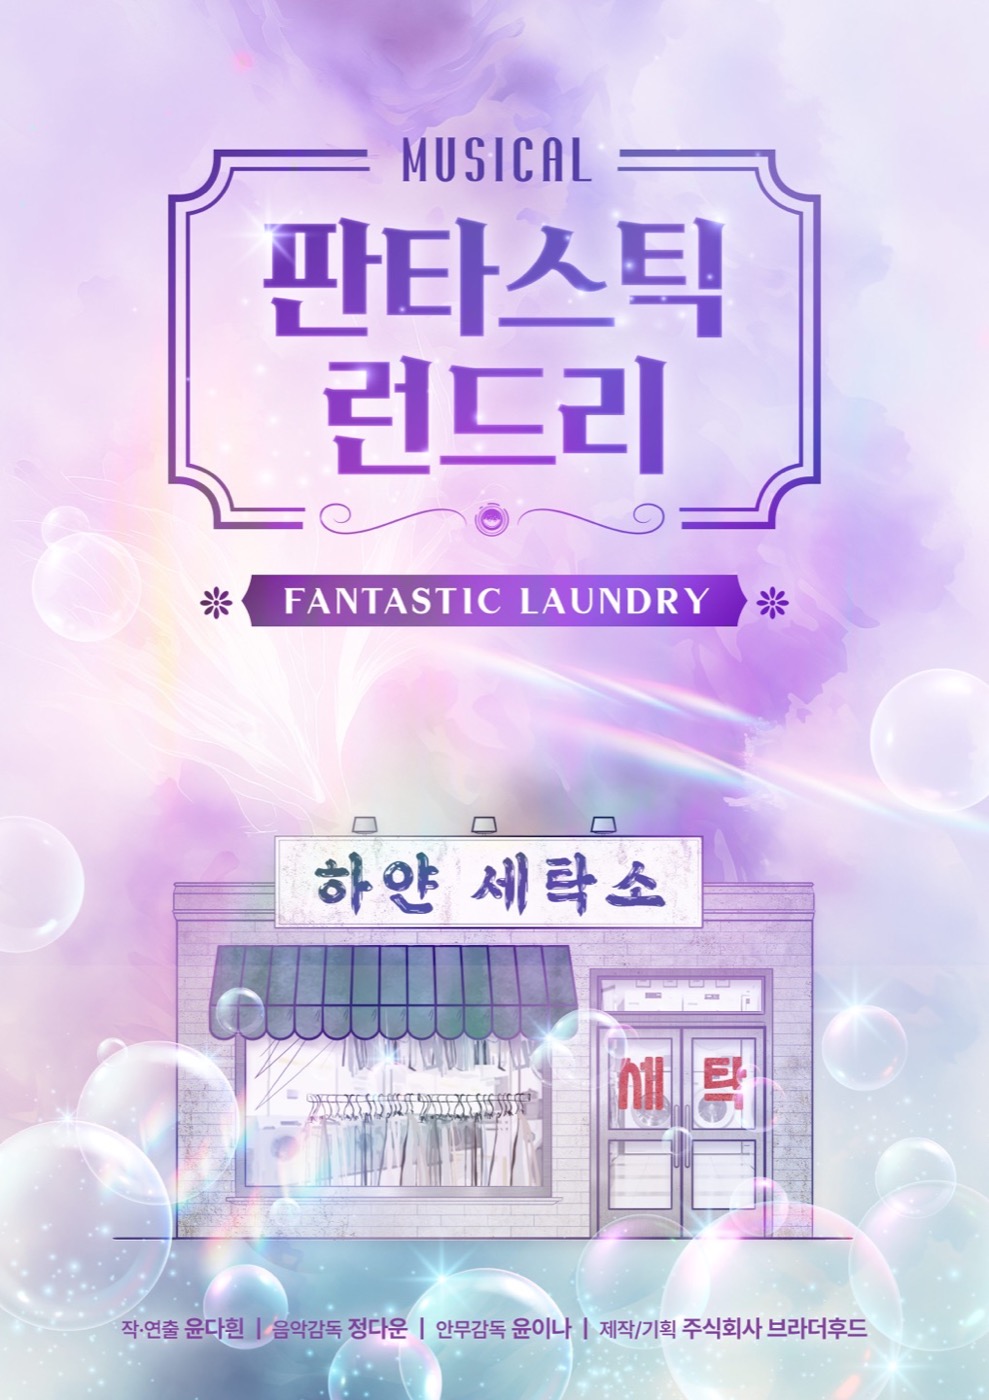 MUSICAL
판타스틱
런드리
FANTASTIC LAUNDRY
하얀 세탁소
세 탁
작·연출 윤다흰 | 음악감독 정다운 | 안무감독 윤이나 | 제작/기획 주식회사 브라더후드